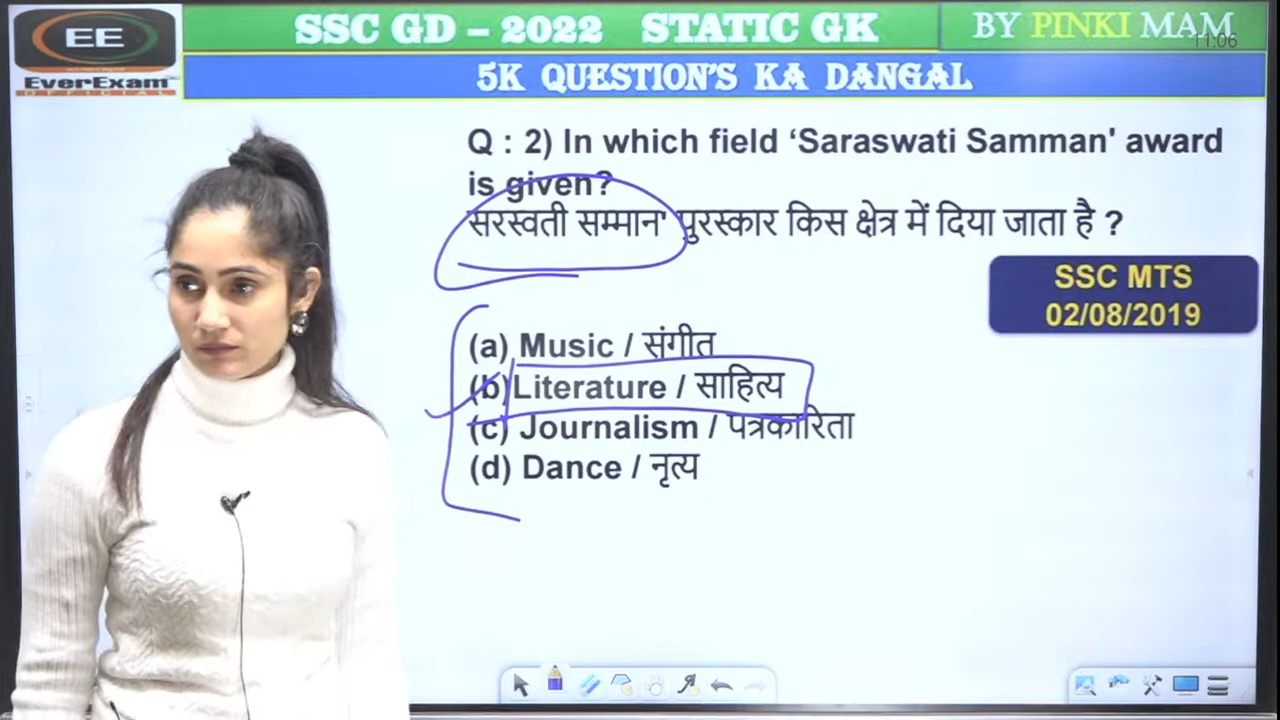 EE
EverExam
OFFICIAL
SSC GD – 2022 STATIC GK
BY PINKI MAM
11:06
5K QUESTION'S KA DANGAL
Q : 2) In which field ‘Saraswati Samman' award
is given?
सरस्वती सम्मान' पुरस्कार किस क्षेत्र में दिया जाता है ?
SSC MTS
02/08/2019
(a) Music / संगीत
(b) Literature / साहित्य
(c) Journalism / पत्रकारिता
(d) Dance / नृत्य